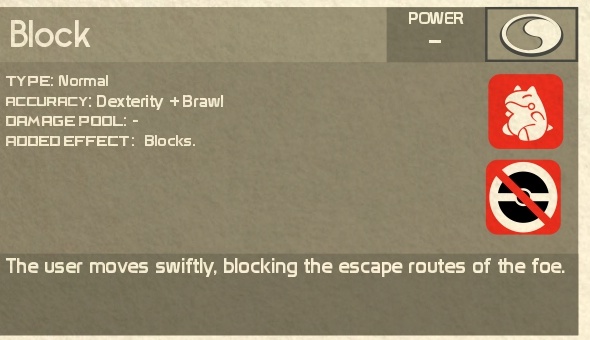 Block
POWER
–
TYPE: Normal
ACCURACY: Dexterity +Brawl
DAMAGE POOL: -
ADDED EFFECT: Blocks.
The user moves swiftly, blocking the escape routes of the foe.